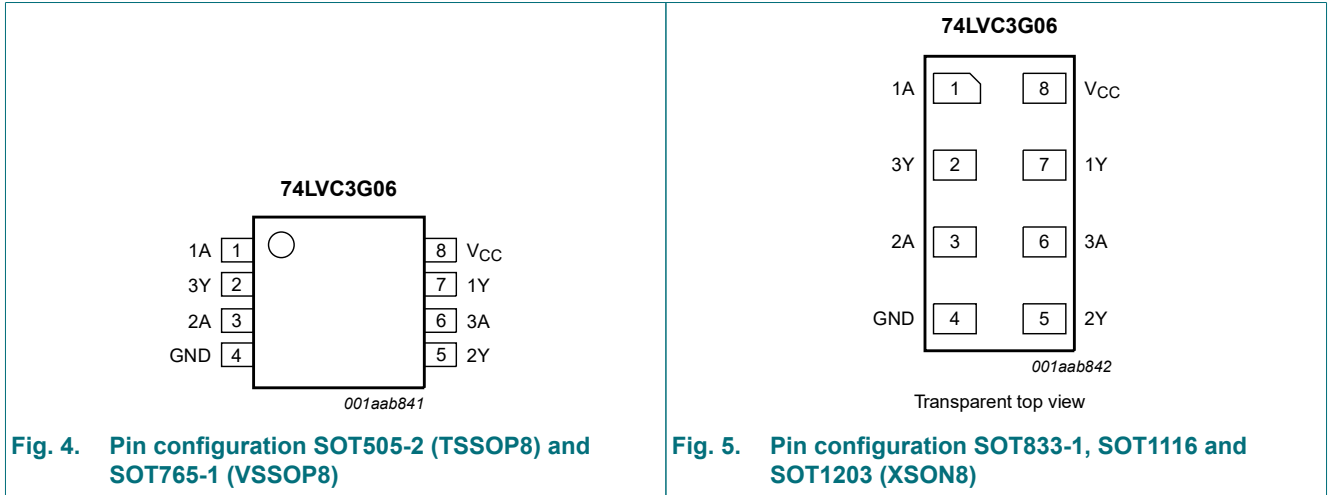 74LVC3G06
1A 1 8 VCC
3Y 2 7 1Y
2A 3 6 3A
GND 4 5 2Y
001aab841
Fig. 4. Pin configuration SOT505-2 (TSSOP8) and
SOT765-1 (VSSOP8)
74LVC3G06
1A 1 8 VCC
3Y 2 7 1Y
2A 3 6 3A
GND 4 5 2Y
001aab842
Transparent top view
Fig. 5. Pin configuration SOT833-1, SOT1116 and
SOT1203 (XSON8)